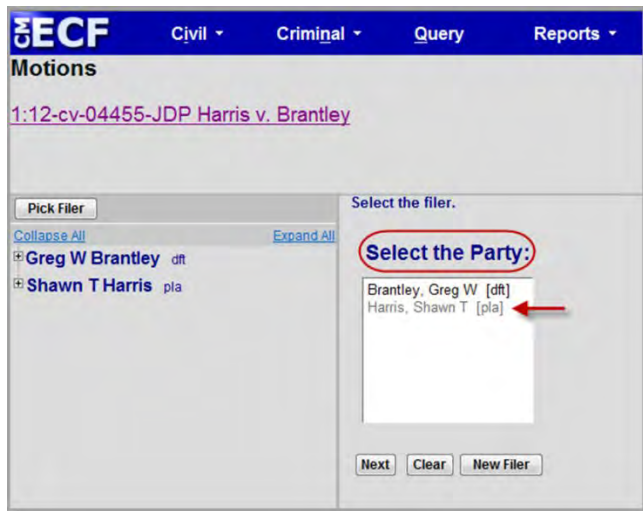 CM ECF Civil Criminal Query Reports
Motions
1:12-cv-04455-JDP Harris v. Brantley
Pick Filer
Collapse All Expand All
Greg W Brantley dft
Shawn T Harris pla
Select the filer.
Select the Party:
Brantley, Greg W [dft]
Harris, Shawn T [pla]
Next Clear New Filer